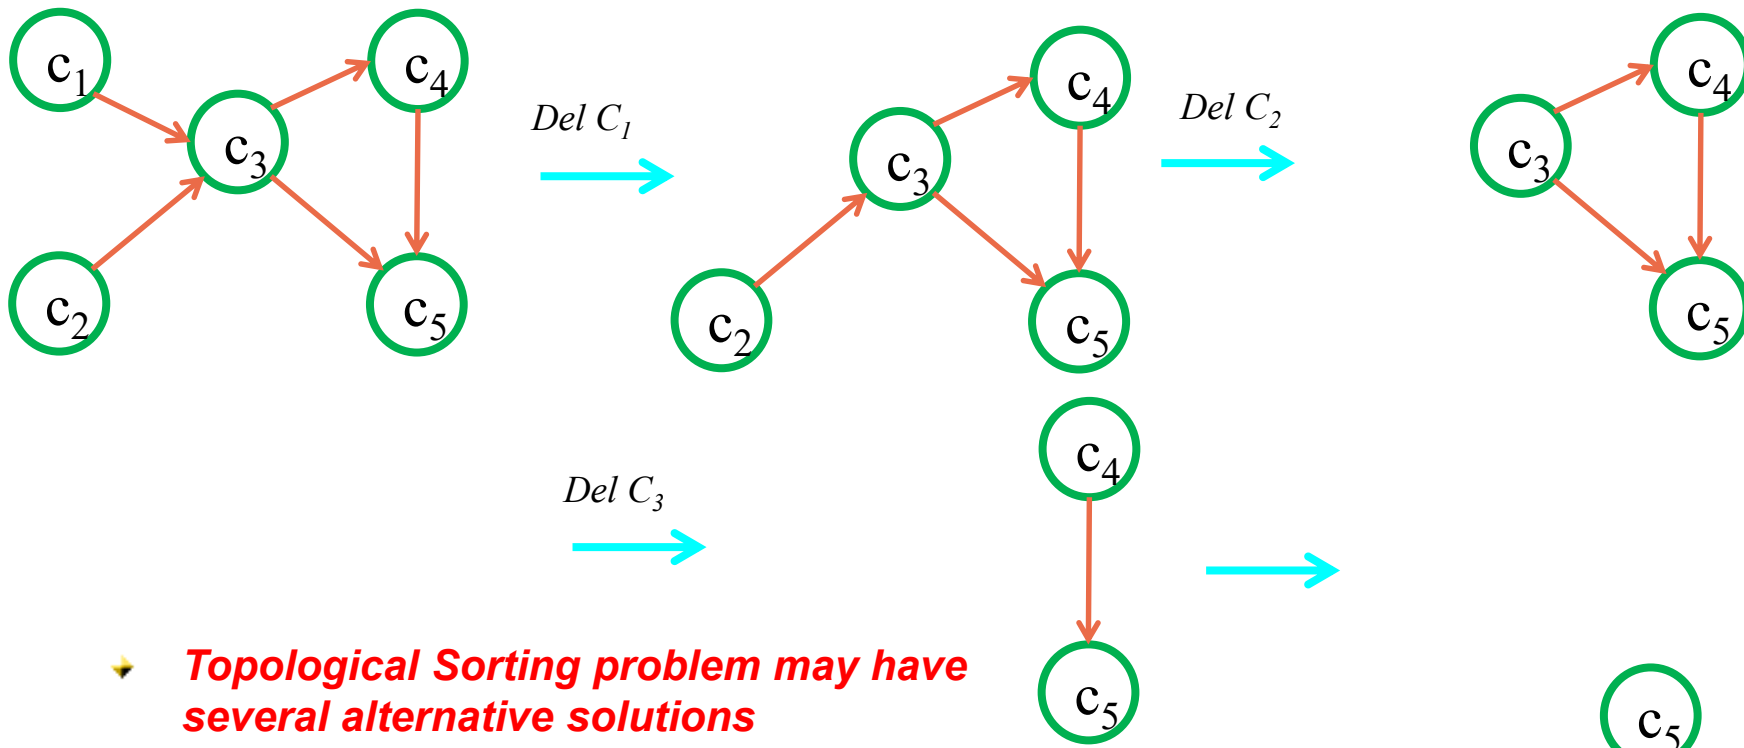 c1
c4
c3
c2
c5
Del C1
c4
c3
c2
c5
Del C2
c4
c3
c5
Del C3
c4
c5
c5
Topological Sorting problem may have
several alternative solutions